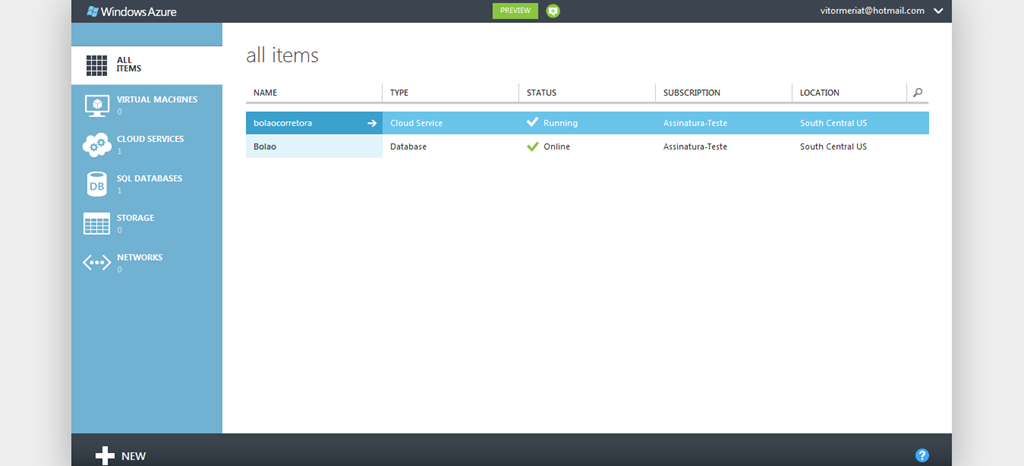 Windows Azure
PREVIEW
vitormeriat@hotmail.com
ALL
ITEMS
VIRTUAL MACHINES
0
CLOUD SERVICES
1
SQL DATABASES
DB
1
STORAGE
0
NETWORKS
0
all items
NAME TYPE STATUS SUBSCRIPTION LOCATION
bolaocorretora Cloud Service Running Assinatura-Teste South Central US
Bolao Database Online Assinatura-Teste South Central US
NEW
?